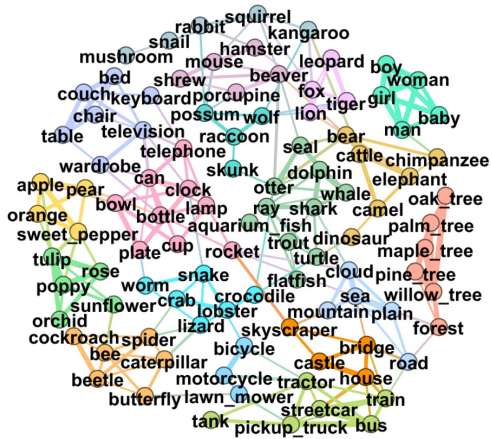 squirrel
rabbit
kangaroo
snail
hamster
mushroom
mouse
leopard
boy
bed
shrew
beaver
woman
couch
keyboard
porcupine
fox
tiger
girl
chair
possum
wolf
lion
baby
table
television
raccoon
bear
man
telephone
seal
cattle
chimpanzee
wardrobe
skunk
dolphin
elephant
apple
pear
can
clock
otter
whale
oak_tree
orange
bowl
bottle
lamp
ray
shark
camel
palm_tree
sweet_pepper
aquarium_fish
plate
cup
rocket
trout
dinosaur
maple_tree
tulip
rose
turtle
poppy
worm
snake
flatfish
cloud
pine_tree
sunflower
crab
crocodile
sea
willow_tree
orchid
lizard
lobster
mountain
plain
forest
cockroach
spider
skyscraper
bee
caterpillar
bicycle
bridge
beetle
castle
house
road
motorcycle
tractor
butterfly
lawn_mower
train
streetcar
tank
pickup_truck
bus